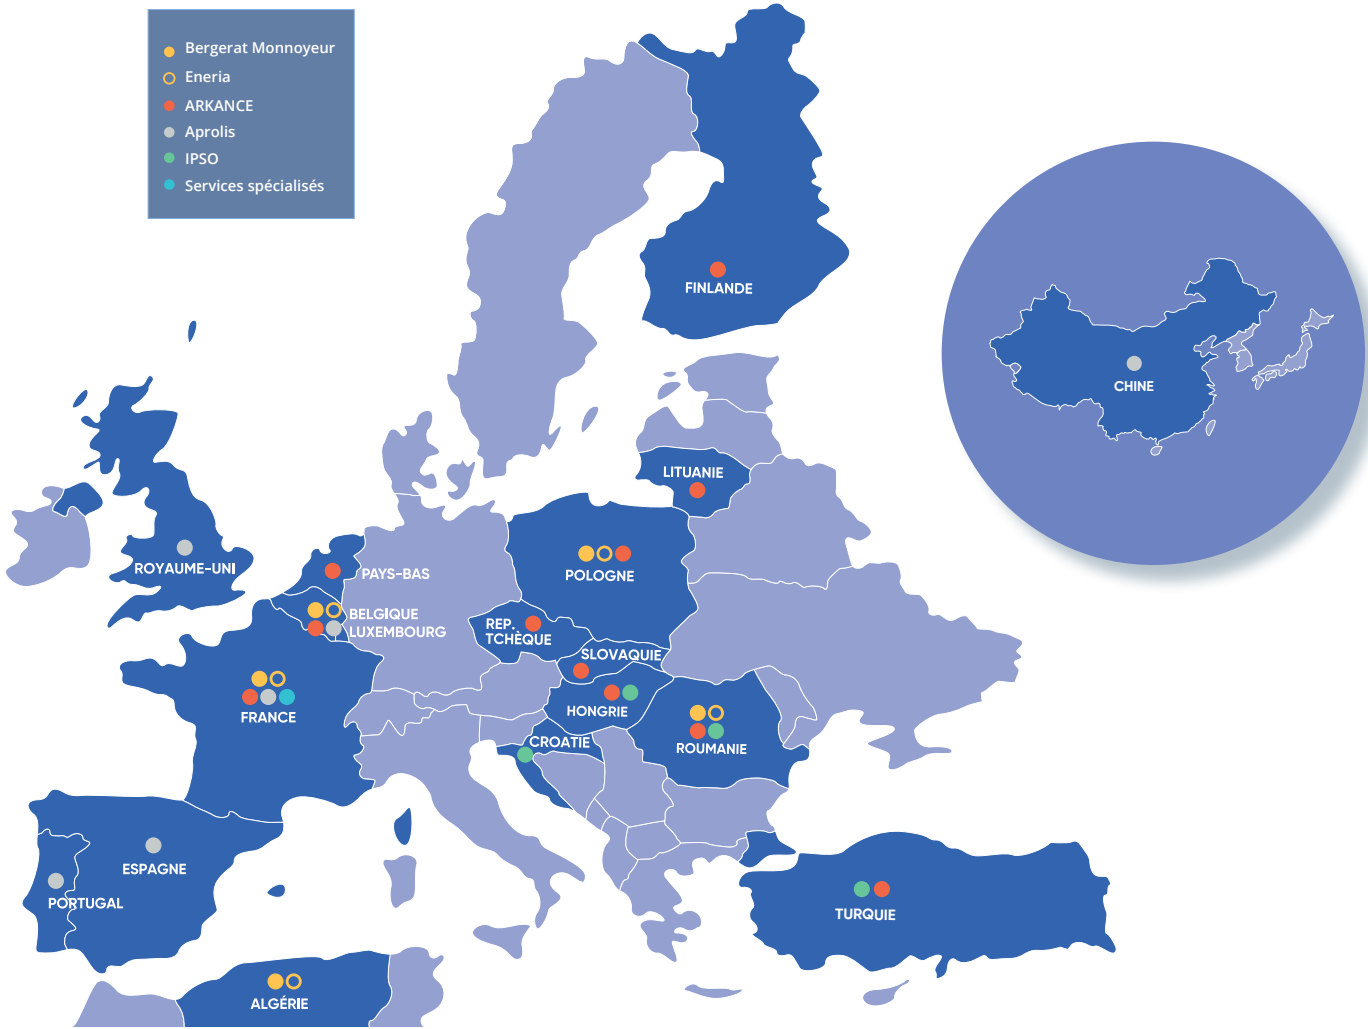 Bergerat Monnoyeur
Eneria
ARKANCE
Aprolis
IPSO
Services spécialisés
FINLANDE
CHINE
LITUANIE
ROYAUME-UNI
PAYS-BAS
POLOGNE
BELGIQUE
LUXEMBOURG
REP.
TCHÈQUE
SLOVAQUIE
FRANCE
HONGRIE
CROATIE
ROUMANIE
ESPAGNE
PORTUGAL
TURQUIE
ALGÉRIE